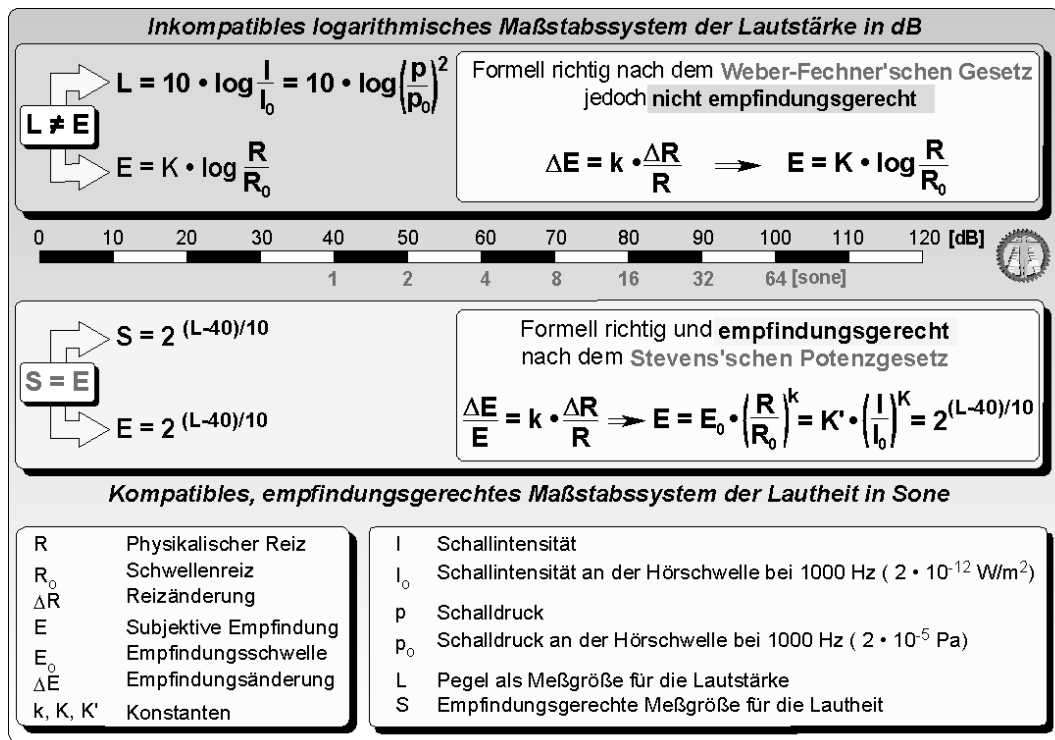 Inkompatibles logarithmisches Maßstabssystem der Lautstärke in dB
L ≠ E
L = 10 • log I/I₀ = 10 • log(p/p₀)²
E = K • log R/R₀
Formell richtig nach dem Weber-Fechner'schen Gesetz
jedoch nicht empfindungsgerecht
ΔE = k • ΔR/R ⟹ E = K • log R/R₀
0 10 20 30 40 50 60 70 80 90 100 110 120 [dB]
1 2 4 8 16 32 64 [sone]
S = E
S = 2 (L-40)/10
E = 2 (L-40)/10
Formell richtig und empfindungsgerecht
nach dem Stevens'schen Potenzgesetz
ΔE/E = k • ΔR/R ⟹ E = E₀ • (R/R₀)^k = K' • (I/I₀)^K = 2^(L-40)/10
Kompatibles, empfindungsgerechtes Maßstabssystem der Lautheit in Sone
R Physikalischer Reiz
R₀ Schwellenreiz
ΔR Reizänderung
E Subjektive Empfindung
E₀ Empfindungsschwelle
ΔE Empfindungsänderung
k, K, K' Konstanten
I Schallintensität
I₀ Schallintensität an der Hörschwelle bei 1000 Hz ( 2 • 10⁻¹² W/m²)
p Schalldruck
p₀ Schalldruck an der Hörschwelle bei 1000 Hz ( 2 • 10⁻⁵ Pa)
L Pegel als Meßgröße für die Lautstärke
S Empfindungsgerechte Meßgröße für die Lautheit